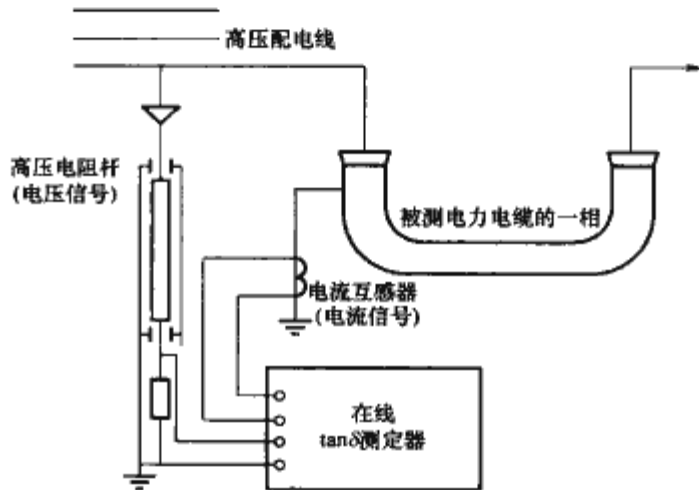 高压配电线
高压电阻杆
(电压信号)
被测电力电缆的一相
电流互感器
(电流信号)
在线
tanδ测定器